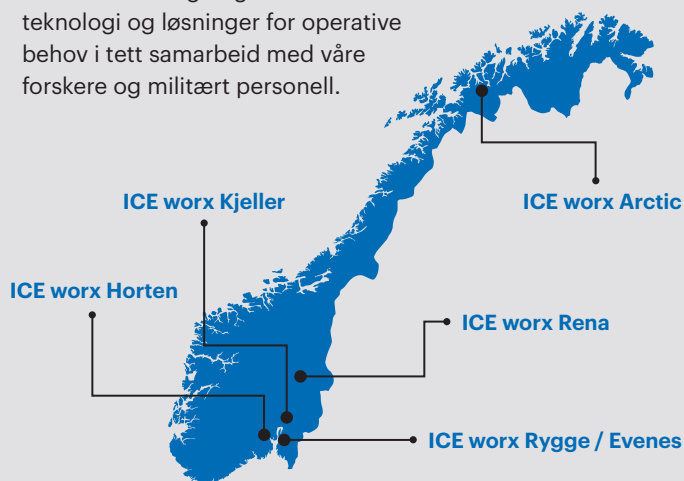 teknologi og løsninger for operative
behov i tett samarbeid med våre
forskere og militært personell.
ICE worx Kjeller
ICE worx Arctic
ICE worx Horten
ICE worx Rena
ICE worx Rygge / Evenes